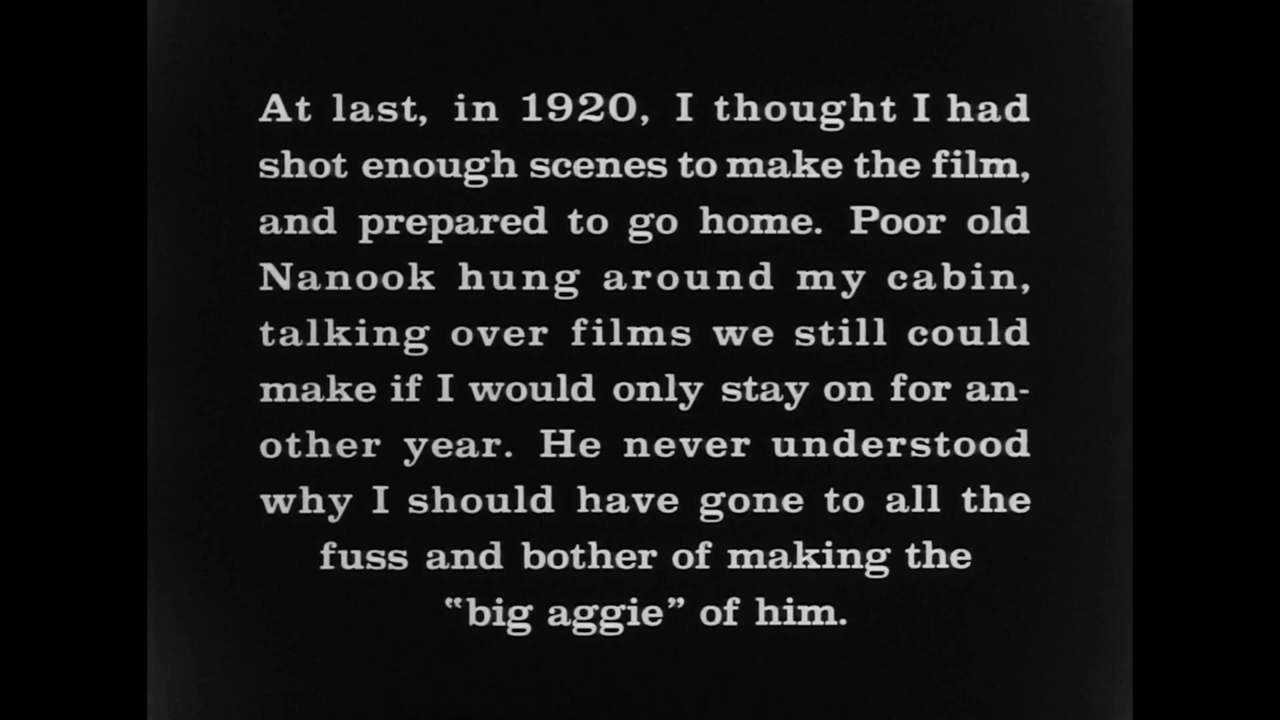 At last, in 1920, I thought I had
shot enough scenes to make the film,
and prepared to go home. Poor old
Nanook hung around my cabin,
talking over films we still could
make if I would only stay on for an-
other year. He never understood
why I should have gone to all the
fuss and bother of making the
“big aggie” of him.